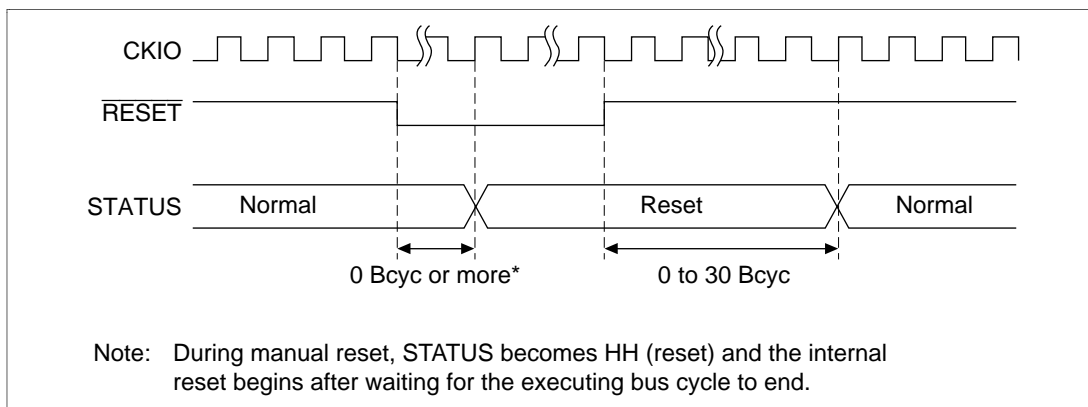 CKIO
RESET
STATUS Normal Reset Normal
0 Bcyc or more* 0 to 30 Bcyc
Note: During manual reset, STATUS becomes HH (reset) and the internal
reset begins after waiting for the executing bus cycle to end.